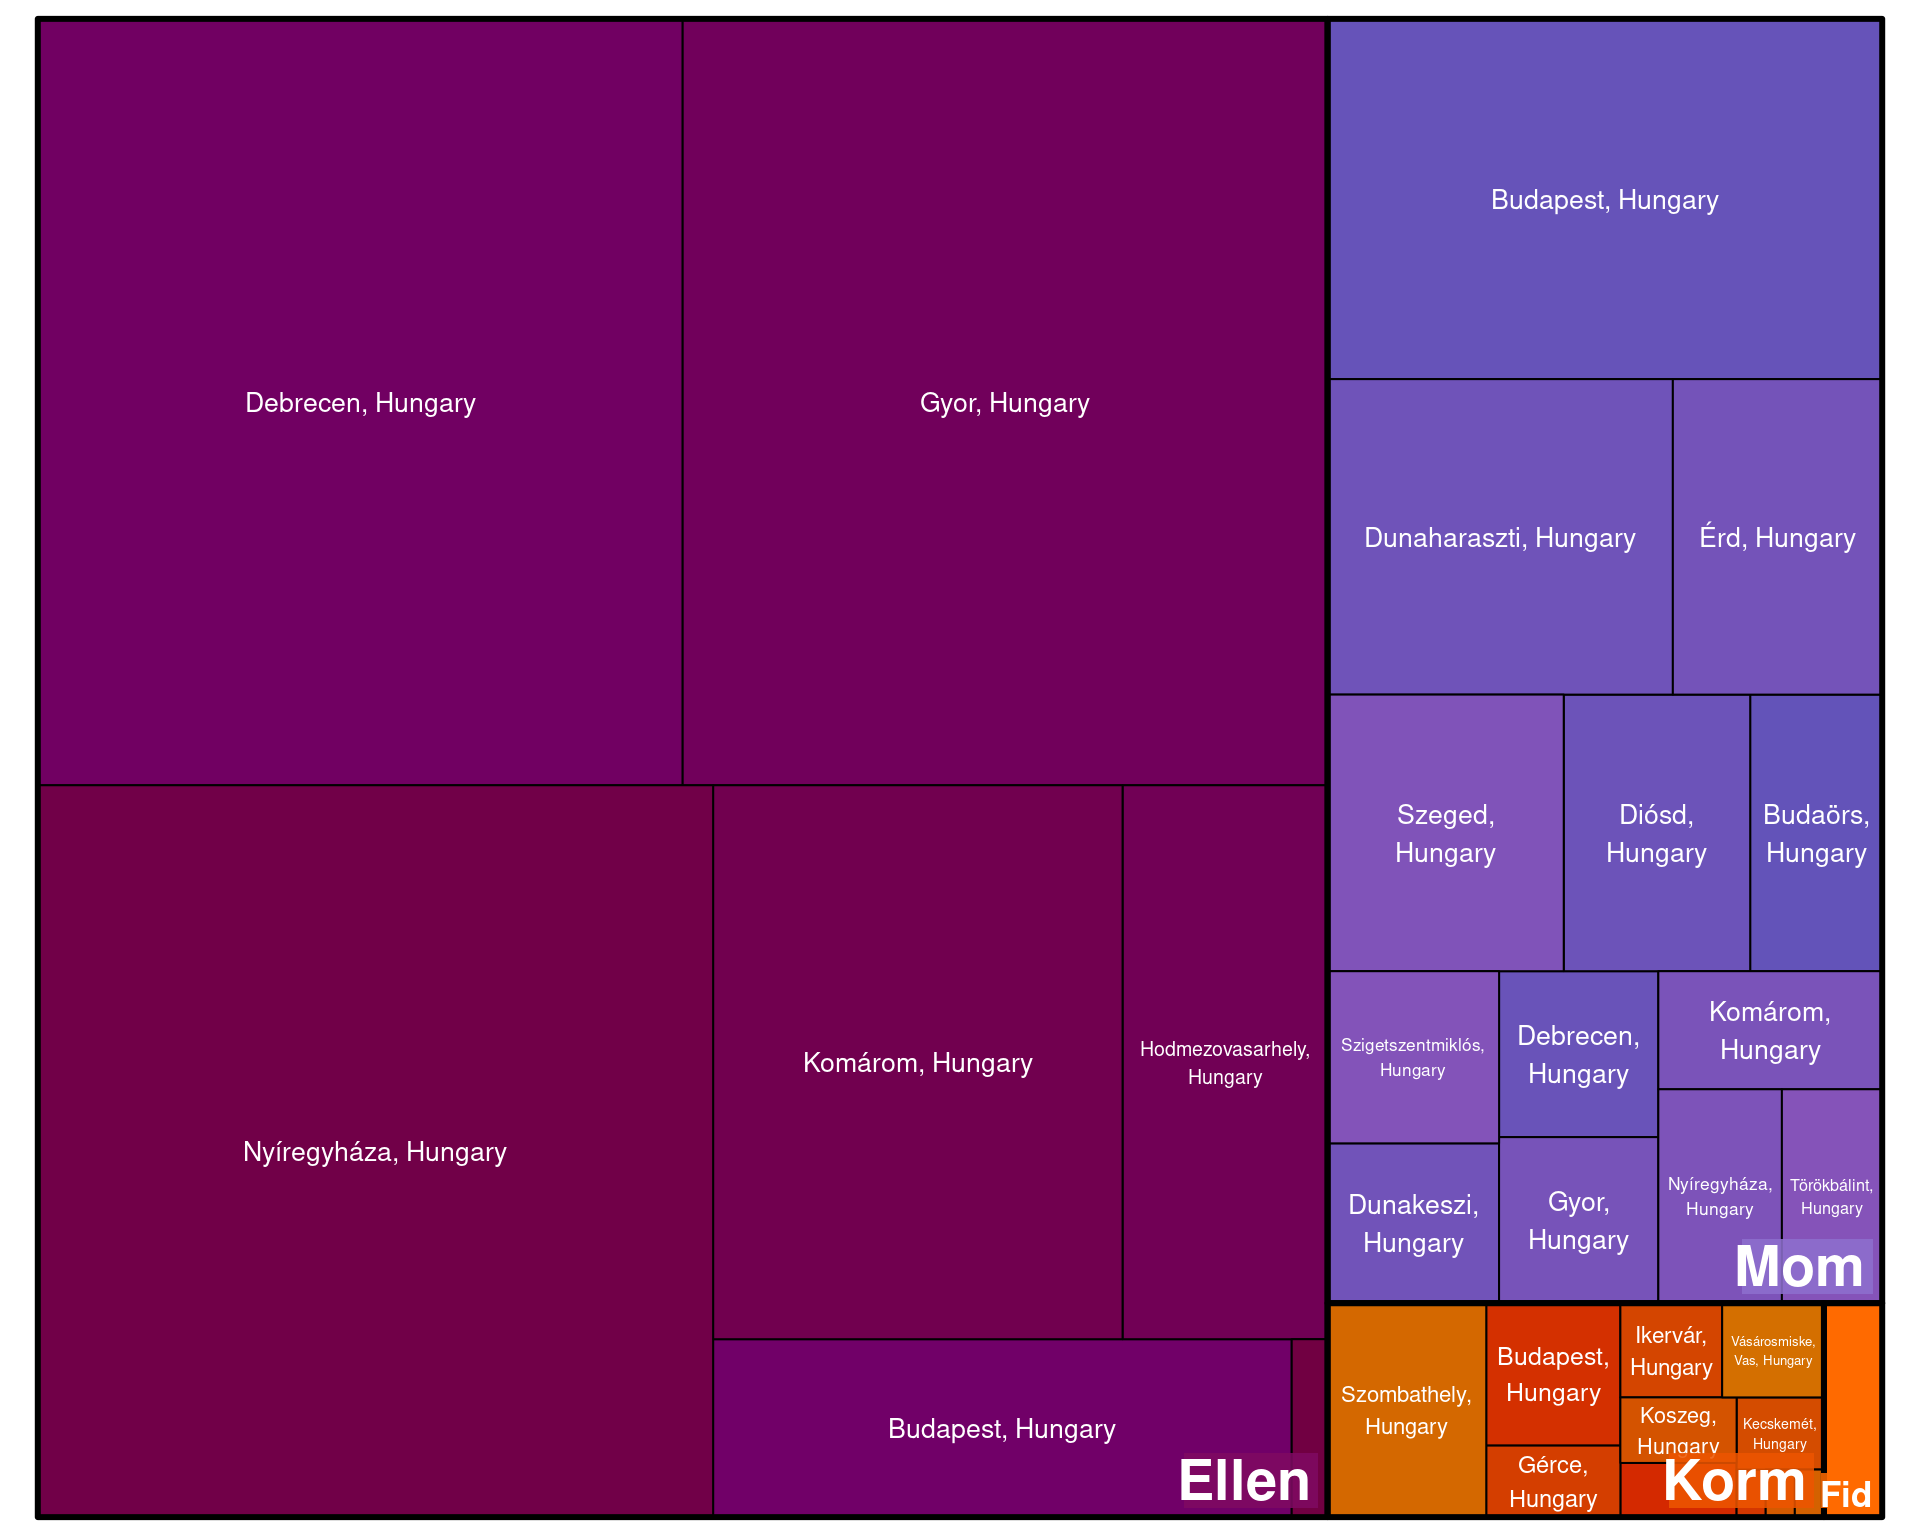 Debrecen, Hungary
Gyor, Hungary
Nyíregyháza, Hungary
Komárom, Hungary
Hodmezovasarhely,
Hungary
Budapest, Hungary
Ellen
Budapest, Hungary
Dunaharaszti, Hungary
Érd, Hungary
Szeged,
Hungary
Diósd,
Hungary
Budaörs,
Hungary
Szigetszentmiklós,
Hungary
Debrecen,
Hungary
Komárom,
Hungary
Dunakeszi,
Hungary
Gyor,
Hungary
Nyíregyháza,
Hungary
Törökbálint,
Hungary
Mom
Szombathely,
Hungary
Budapest,
Hungary
Gérce,
Hungary
Ikervár,
Hungary
Vásárosmiske,
Vas, Hungary
Koszeg,
Hungary
Kecskemét,
Hungary
Korm
Fid